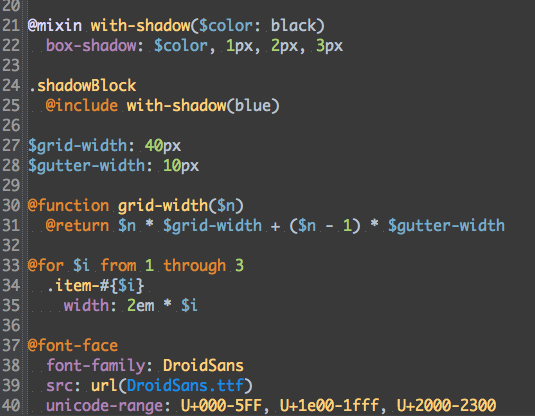 20
21 @mixin with-shadow($color: black)
22   box-shadow: $color, 1px, 2px, 3px
23
24 .shadowBlock
25   @include with-shadow(blue)
26
27 $grid-width: 40px
28 $gutter-width: 10px
29
30 @function grid-width($n)
31   @return $n * $grid-width + ($n - 1) * $gutter-width
32
33 @for $i from 1 through 3
34   .item-#{$i}
35     width: 2em * $i
36
37 @font-face
38   font-family: DroidSans
39   src: url(DroidSans.ttf)
40   unicode-range: U+000-5FF, U+1e00-1fff, U+2000-2300